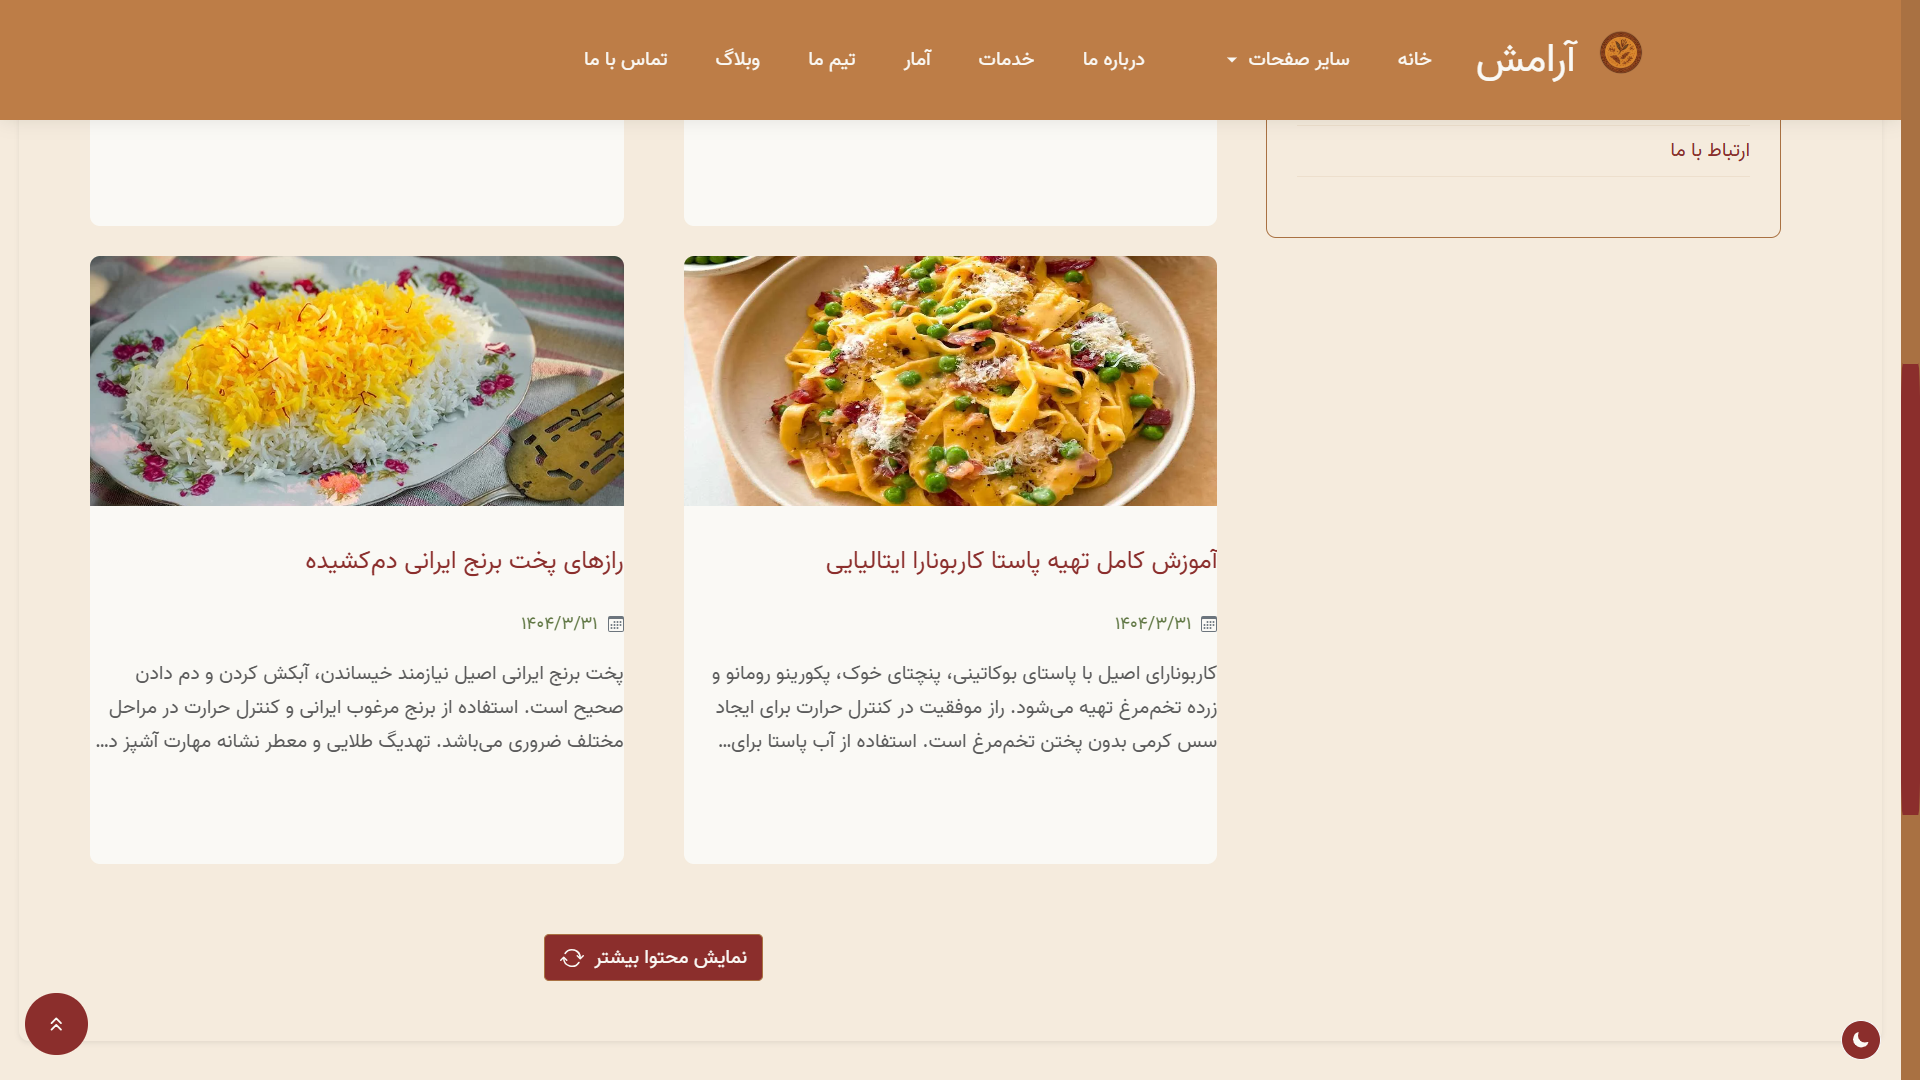 آرامش
خانه
سایر صفحات
درباره ما
خدمات
آمار
تیم ما
وبلاگ
تماس با ما
ارتباط با ما
آموزش کامل تهیه پاستا کاربونارا ایتالیایی
۱۴۰۴/۳/۳۱
کاربونارای اصیل با پاستای بوکاتینی، پنچتای خوک، پکورینو رومانو و
زرده تخم‌مرغ تهیه می‌شود. راز موفقیت در کنترل حرارت برای ایجاد
سس کرمی بدون پختن تخم‌مرغ است. استفاده از آب پاستا برای...
رازهای پخت برنج ایرانی دم‌کشیده
۱۴۰۴/۳/۳۱
پخت برنج ایرانی اصیل نیازمند خیساندن، آبکش کردن و دم دادن
صحیح است. استفاده از برنج مرغوب ایرانی و کنترل حرارت در مراحل
مختلف ضروری می‌باشد. تهدیگ طلایی و معطر نشانه مهارت آشپز د...
نمایش محتوا بیشتر